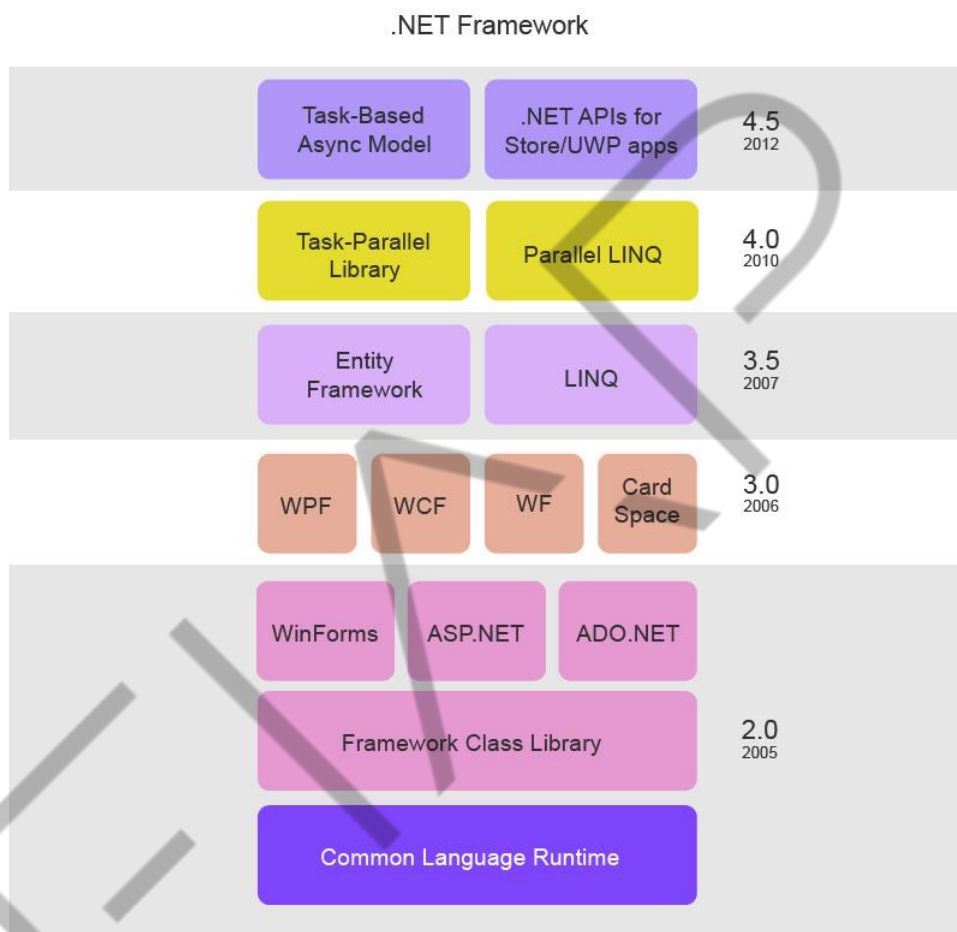 .NET Framework
Task-Based
Async Model
.NET APIs for
Store/UWP apps
4.5
2012
Task-Parallel
Library
Parallel LINQ
4.0
2010
Entity
Framework
LINQ
3.5
2007
WPF
WCF
WF
Card
Space
3.0
2006
WinForms
ASP.NET
ADO.NET
Framework Class Library
2.0
2005
Common Language Runtime